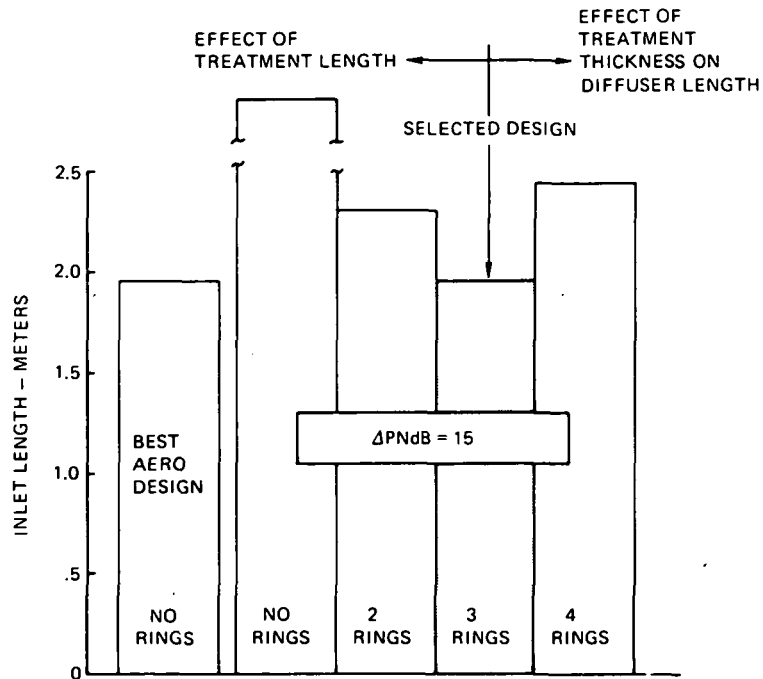 EFFECT OF
TREATMENT LENGTH
EFFECT OF
TREATMENT
THICKNESS ON
DIFFUSER LENGTH
SELECTED DESIGN
INLET LENGTH – METERS
2.5
2.0
1.5
1.0
.5
0
BEST
AERO
DESIGN
ΔPNdB = 15
NO
RINGS
NO
RINGS
2
RINGS
3
RINGS
4
RINGS